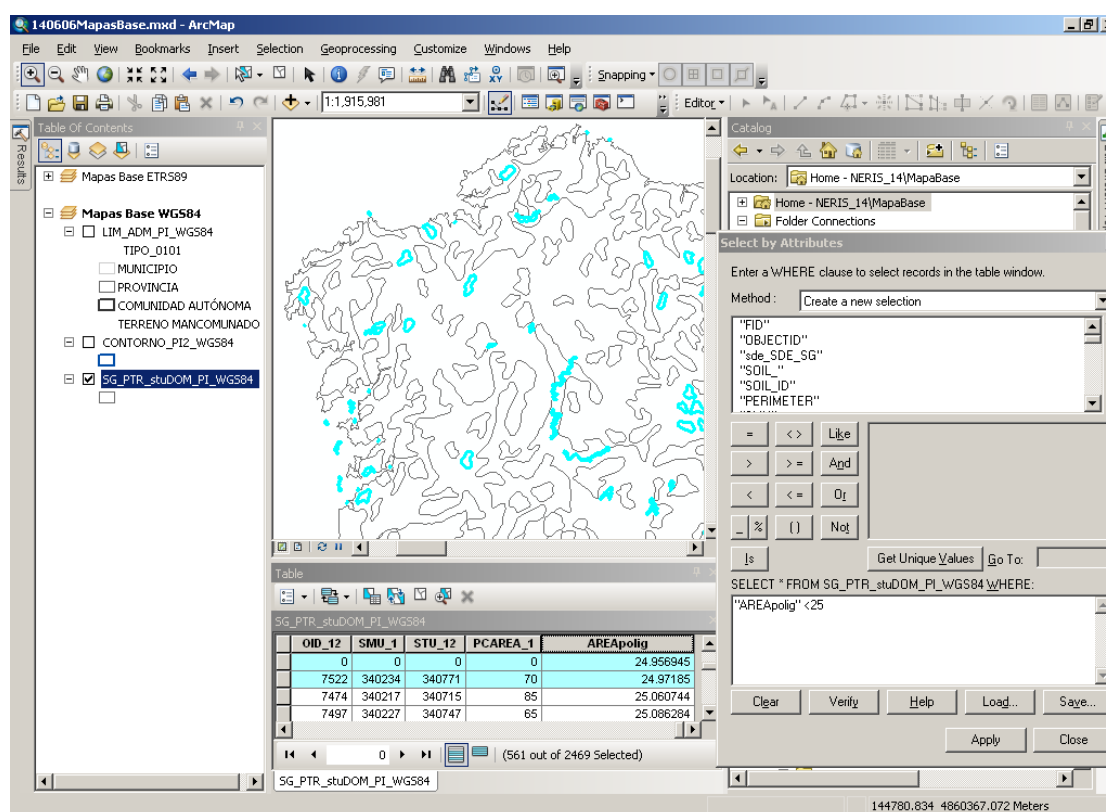 140606MapasBase.mxd - ArcMap
File Edit View Bookmarks Insert Selection Geoprocessing Customize Windows Help
Snapping
1:1,915,981
Editor
Table Of Contents
Results
Mapas Base ETRS89
Mapas Base WGS84
LIM_ADM_PI_WGS84
TIPO_0101
MUNICIPIO
PROVINCIA
COMUNIDAD AUTÓNOMA
TERRENO MANCOMUNADO
CONTORNO_PI2_WGS84
SG_PTR_stuDOM_PI_WGS84
Catalog
Location: Home - NERIS_14\MapaBase
Home - NERIS_14\MapaBase
Folder Connections
Select by Attributes
Enter a WHERE clause to select records in the table window.
Method : Create a new selection
"FID"
"OBJECTID"
"sde_SDE_SG"
"SOIL_"
"SOIL_ID"
"PERIMETER"
= < > Like
> > = And
< < = Or
_ % ( ) Not
Is Get Unique Values Go To:
SELECT * FROM SG_PTR_stuDOM_PI_WGS84 WHERE:
"AREApolig" <25
Clear Verify Help Load... Save...
Apply Close
Table
SG_PTR_stuDOM_PI_WGS84
OID_12 SMU_1 STU_12 PCAREA_1 AREApolig
0 0 0 0 24.956945
7522 340234 340771 70 24.97185
7474 340217 340715 85 25.060744
7497 340227 340747 65 25.086284
0 (561 out of 2469 Selected)
SG_PTR_stuDOM_PI_WGS84
144780.834 4860367.072 Meters